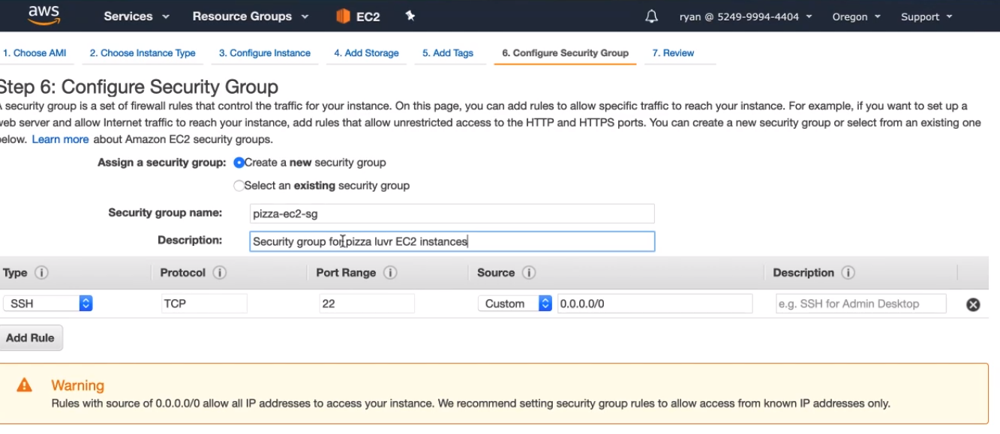 aws Services Resource Groups EC2 ryan @ 5249-9994-4404 Oregon Support
1. Choose AMI 2. Choose Instance Type 3. Configure Instance 4. Add Storage 5. Add Tags 6. Configure Security Group 7. Review
Step 6: Configure Security Group
A security group is a set of firewall rules that control the traffic for your instance. On this page, you can add rules to allow specific traffic to reach your instance. For example, if you want to set up a
web server and allow Internet traffic to reach your instance, add rules that allow unrestricted access to the HTTP and HTTPS ports. You can create a new security group or select from an existing one
below. Learn more about Amazon EC2 security groups.
Assign a security group: Create a new security group
Select an existing security group
Security group name: pizza-ec2-sg
Description: Security group for pizza luvr EC2 instances
Type i Protocol i Port Range i Source i Description i
SSH TCP 22 Custom 0.0.0.0/0 e.g. SSH for Admin Desktop
Add Rule
Warning
Rules with source of 0.0.0.0/0 allow all IP addresses to access your instance. We recommend setting security group rules to allow access from known IP addresses only.